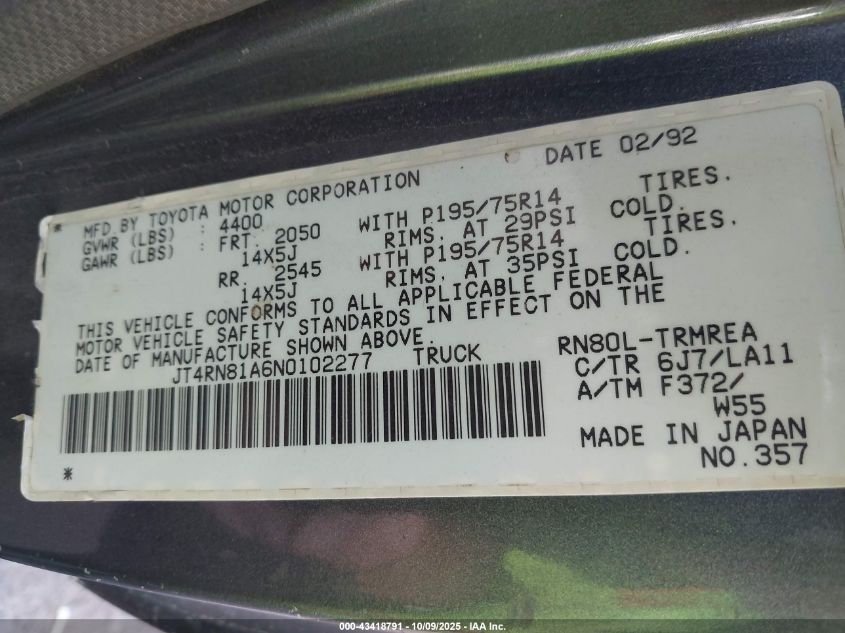 DATE 02/92
* MFD. BY TOYOTA MOTOR CORPORATION
GVWR (LBS) : 4400
GAWR (LBS) : FRT. 2050 WITH P195/75R14 TIRES.
14X5J RIMS. AT 29PSI COLD.
RR. 2545 WITH P195/75R14 TIRES.
14X5J RIMS. AT 35PSI COLD.
THIS VEHICLE CONFORMS TO ALL APPLICABLE FEDERAL
MOTOR VEHICLE SAFETY STANDARDS IN EFFECT ON THE
DATE OF MANUFACTURE SHOWN ABOVE.
JT4RN81A6N0102277 TRUCK
RN80L-TRMREA
C/TR 6J7/LA11
A/TM F372/
W55
MADE IN JAPAN
NO.357
*
000-43418791 - 10/09/2025 - IAA Inc.